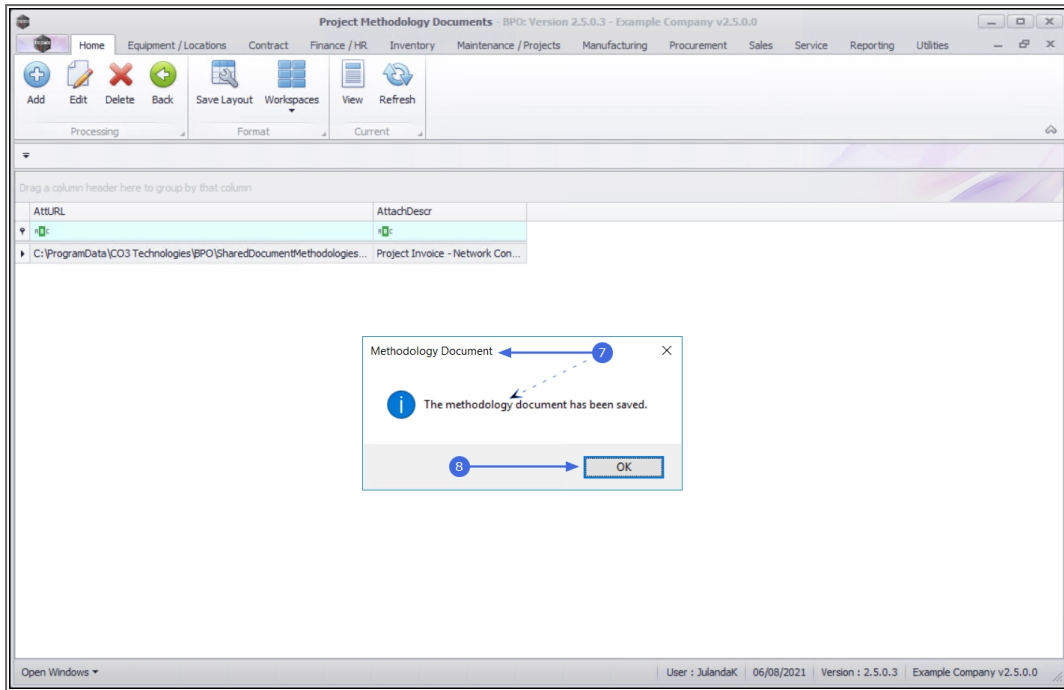 Project Methodology Documents - BPO: Version 2.5.0.3 - Example Company v2.5.0.0
Home Equipment / Locations Contract Finance / HR Inventory Maintenance / Projects Manufacturing Procurement Sales Service Reporting Utilities
Add Edit Delete Back Save Layout Workspaces View Refresh
Processing Format Current
Drag a column header here to group by that column
AttURL AttachDescr
C:\ProgramData\CO3 Technologies\BPO\SharedDocumentMethodologies... Project Invoice - Network Con...
Methodology Document 7
The methodology document has been saved.
8 OK
Open Windows User : JulandaK 06/08/2021 Version : 2.5.0.3 Example Company v2.5.0.0